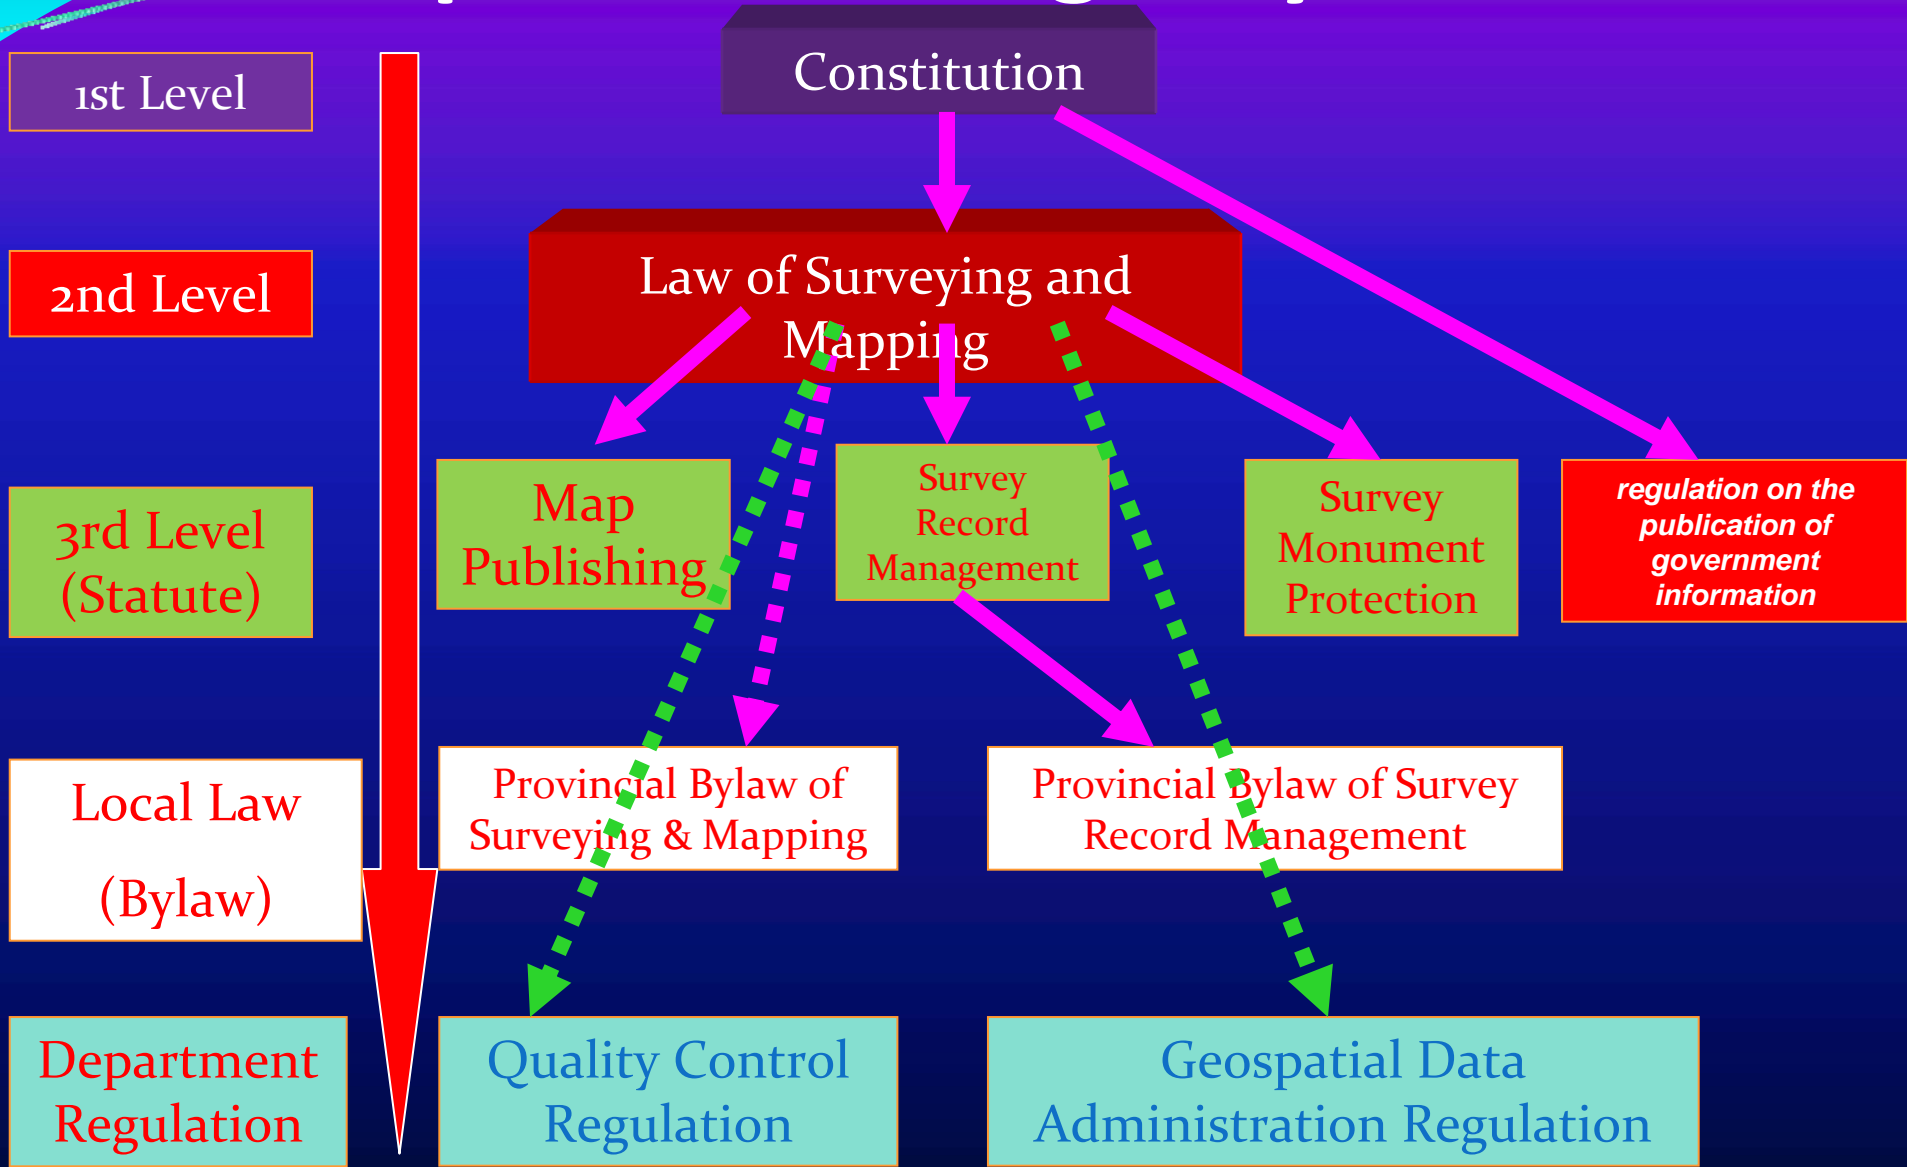 Constitution
1st Level
Law of Surveying and
Mapping
2nd Level
3rd Level
(Statute)
Map
Publishing
Survey
Record
Management
Survey
Monument
Protection
regulation on the
publication of
government
information
Local Law
(Bylaw)
Provincial Bylaw of
Surveying & Mapping
Provincial Bylaw of Survey
Record Management
Department
Regulation
Quality Control
Regulation
Geospatial Data
Administration Regulation